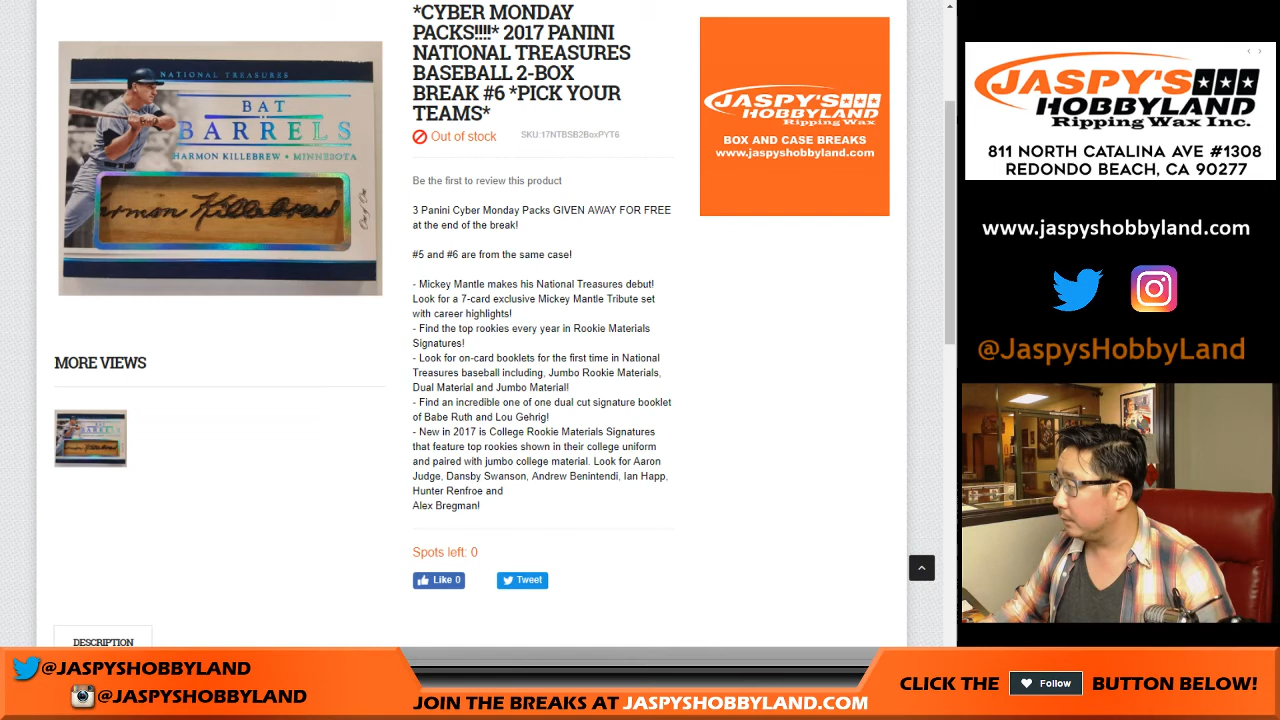 *CYBER MONDAY
PACKS!!!!* 2017 PANINI
NATIONAL TREASURES
BASEBALL 2-BOX
BREAK #6 *PICK YOUR
TEAMS*
Out of stock
SKU:17NTBSB2BoxPYT6
Be the first to review this product
3 Panini Cyber Monday Packs GIVEN AWAY FOR FREE
at the end of the break!
#5 and #6 are from the same case!
- Mickey Mantle makes his National Treasures debut!
Look for a 7-card exclusive Mickey Mantle Tribute set
with career highlights!
- Find the top rookies every year in Rookie Materials
Signatures!
- Look for on-card booklets for the first time in National
Treasures baseball including, Jumbo Rookie Materials,
Dual Material and Jumbo Material!
- Find an incredible one of one dual cut signature booklet
of Babe Ruth and Lou Gehrig!
- New in 2017 is College Rookie Materials Signatures
that feature top rookies shown in their college uniform
and paired with jumbo college material. Look for Aaron
Judge, Dansby Swanson, Andrew Benintendi, Ian Happ,
Hunter Renfroe and
Alex Bregman!
Spots left: 0
Like 0
Tweet
NATIONAL TREASURES
BAT
BARRELS
HARMON KILLEBREW • MINNESOTA
Killebrew
One of One
MORE VIEWS
DESCRIPTION
JASPY'S
HOBBYLAND
Ripping Wax Inc.
BOX AND CASE BREAKS
www.jaspyshobbyland.com
JASPY'S
HOBBYLAND
Ripping Wax Inc.
811 NORTH CATALINA AVE #1308
REDONDO BEACH, CA 90277
www.jaspyshobbyland.com
@JaspysHobbyLand
@JASPYSHOBBYLAND
@JASPYSHOBBYLAND
JOIN THE BREAKS AT JASPYSHOBBYLAND.COM
CLICK THE Follow BUTTON BELOW!